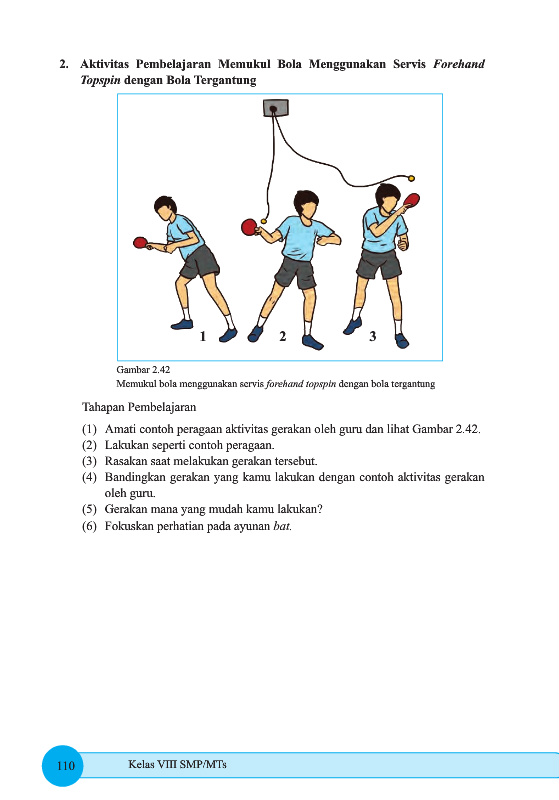 2. Aktivitas Pembelajaran Memukul Bola Menggunakan Servis Forehand
Topspin dengan Bola Tergantung
1
2
3
Gambar 2.42
Memukul bola menggunakan servis forehand topspin dengan bola tergantung
Tahapan Pembelajaran
(1) Amati contoh peragaan aktivitas gerakan oleh guru dan lihat Gambar 2.42.
(2) Lakukan seperti contoh peragaan.
(3) Rasakan saat melakukan gerakan tersebut.
(4) Bandingkan gerakan yang kamu lakukan dengan contoh aktivitas gerakan
oleh guru.
(5) Gerakan mana yang mudah kamu lakukan?
(6) Fokuskan perhatian pada ayunan bat.
110
Kelas VIII SMP/MTs